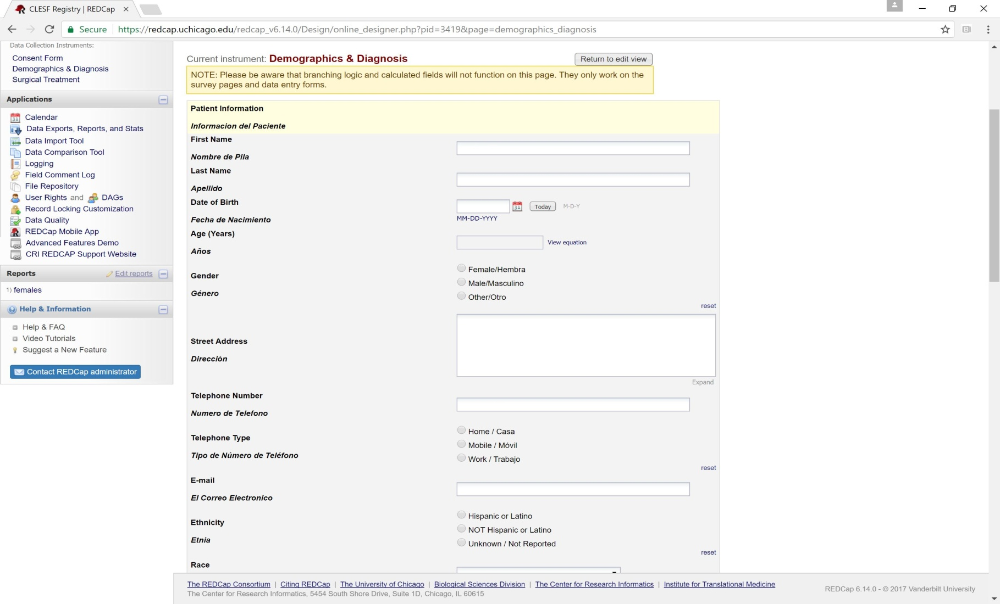 CLESF Registry | REDCap
Secure https://redcap.uchicago.edu/redcap_v6.14.0/Design/online_designer.php?pid=3419&page=demographics_diagnosis
Data Collection Instruments:
Consent Form
Demographics & Diagnosis
Surgical Treatment
Applications
31 Calendar
Data Exports, Reports, and Stats
Data Import Tool
Data Comparison Tool
Logging
Field Comment Log
File Repository
User Rights and DAGs
Record Locking Customization
Data Quality
REDCap Mobile App
Advanced Features Demo
CRI REDCAP Support Website
Reports Edit reports
1) females
Help & Information
Help & FAQ
Video Tutorials
Suggest a New Feature
Contact REDCap administrator
Current instrument: Demographics & Diagnosis
Return to edit view
NOTE: Please be aware that branching logic and calculated fields will not function on this page. They only work on the
survey pages and data entry forms.
Patient Information
Informacion del Paciente
First Name
Nombre de Pila
Last Name
Apellido
Date of Birth
31 Today M-D-Y
MM-DD-YYYY
Fecha de Nacimiento
Age (Years)
View equation
Años
Gender
Género
Female/Hembra
Male/Masculino
Other/Otro
reset
Street Address
Dirección
Expand
Telephone Number
Numero de Telefono
Telephone Type
Tipo de Número de Teléfono
Home / Casa
Mobile / Móvil
Work / Trabajo
reset
E-mail
El Correo Electronico
Ethnicity
Etnia
Hispanic or Latino
NOT Hispanic or Latino
Unknown / Not Reported
reset
Race
The REDCap Consortium | Citing REDCap | The University of Chicago | Biological Sciences Division | The Center for Research Informatics | Institute for Translational Medicine
The Center for Research Informatics, 5454 South Shore Drive, Suite 1D, Chicago, IL 60615
REDCap 6.14.0 - © 2017 Vanderbilt University